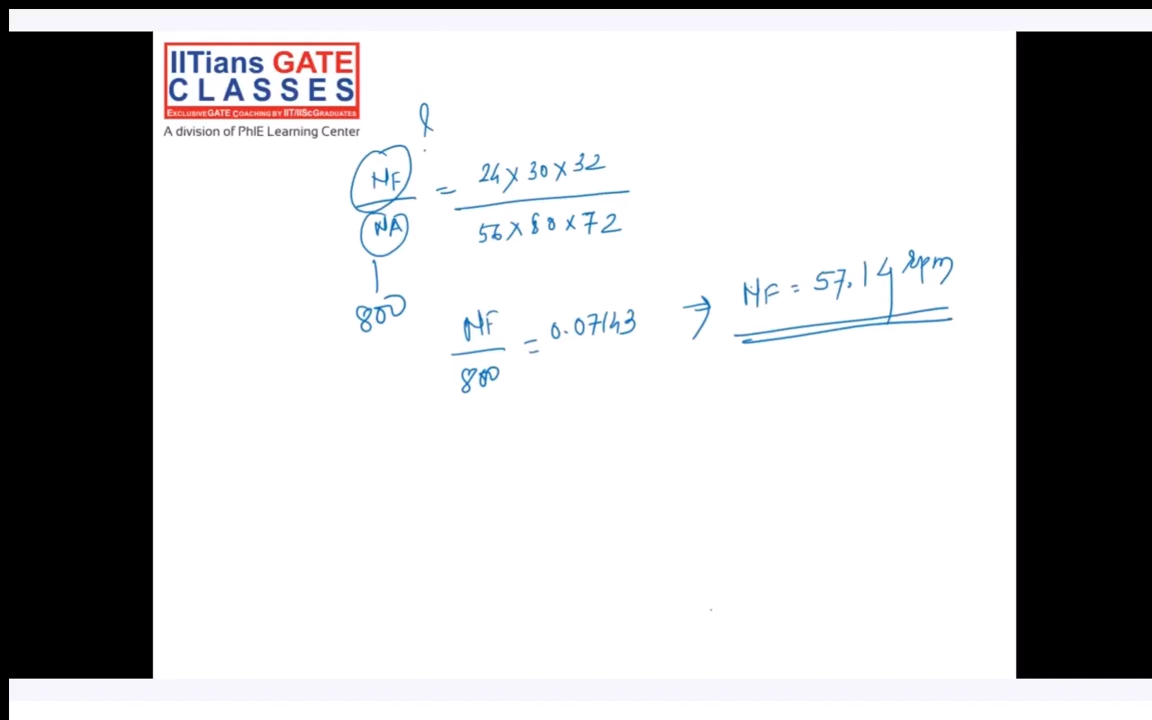 IITians GATE
CLASSES
EXCLUSIVE GATE COACHING BY IIT/IISC GRADUATES
A division of PhIE Learning Center
NF / NA = 24 x 30 x 32 / 56 x 80 x 72
800
NF / 800 = 0.07143 → NF = 57.14 rpm